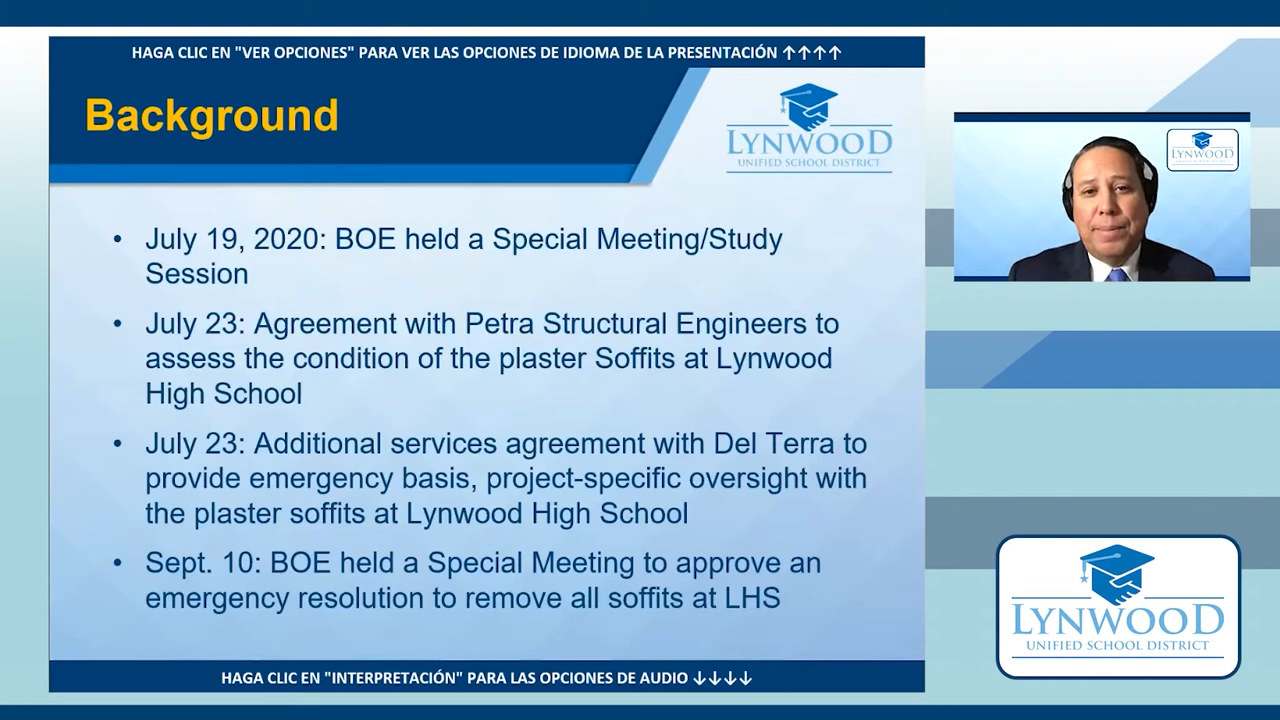 HAGA CLIC EN "VER OPCIONES" PARA VER LAS OPCIONES DE IDIOMA DE LA PRESENTACIÓN ↑↑↑↑
Background
LYNWOOD
UNIFIED SCHOOL DISTRICT
• July 19, 2020: BOE held a Special Meeting/Study
Session
• July 23: Agreement with Petra Structural Engineers to
assess the condition of the plaster Soffits at Lynwood
High School
• July 23: Additional services agreement with Del Terra to
provide emergency basis, project-specific oversight with
the plaster soffits at Lynwood High School
• Sept. 10: BOE held a Special Meeting to approve an
emergency resolution to remove all soffits at LHS
HAGA CLIC EN "INTERPRETACIÓN" PARA LAS OPCIONES DE AUDIO ↓↓↓↓
LYNWOOD
LYNWOOD
UNIFIED SCHOOL DISTRICT